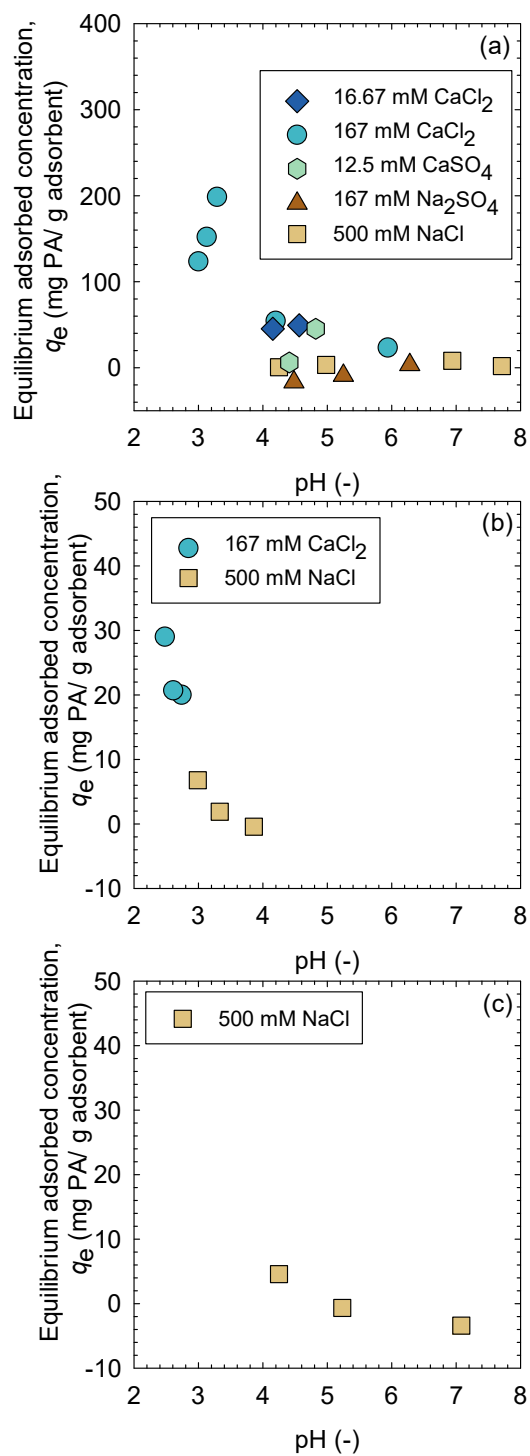 Equilibrium adsorbed concentration,
qe (mg PA/ g adsorbent)
400
300
200
100
0
(a)
16.67 mM CaCl2
167 mM CaCl2
12.5 mM CaSO4
167 mM Na2SO4
500 mM NaCl
2 3 4 5 6 7 8
pH (-)
Equilibrium adsorbed concentration,
qe (mg PA/ g adsorbent)
50
40
30
20
10
0
-10
(b)
167 mM CaCl2
500 mM NaCl
2 3 4 5 6 7 8
pH (-)
Equilibrium adsorbed concentration,
qe (mg PA/ g adsorbent)
50
40
30
20
10
0
-10
(c)
500 mM NaCl
2 3 4 5 6 7 8
pH (-)